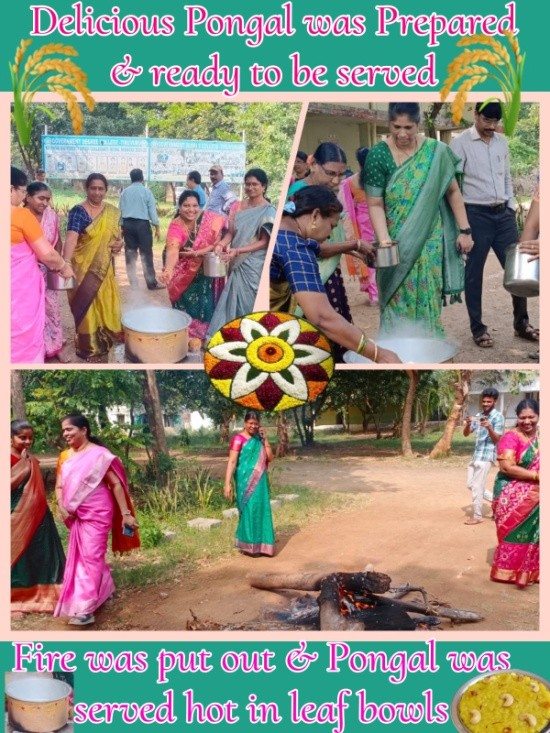 Delicious Pongal was Prepared
& ready to be served
Fire was put out & Pongal was
served hot in leaf bowls